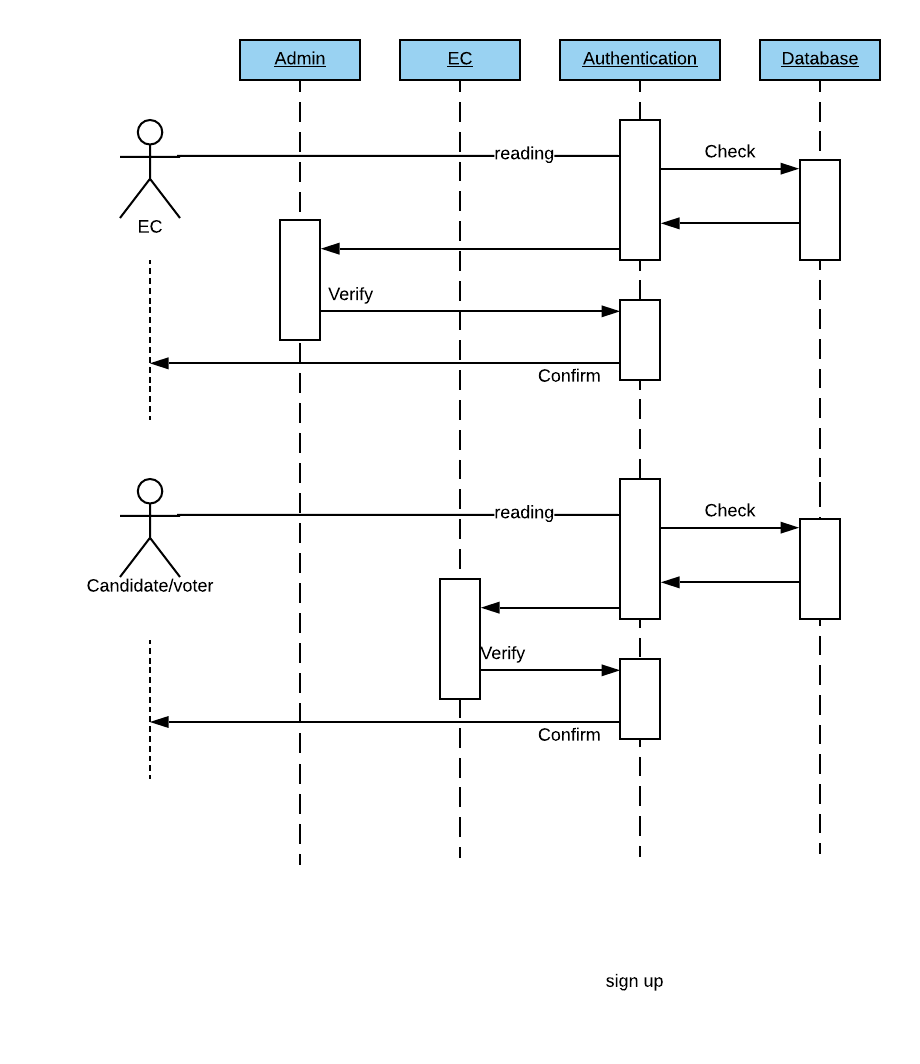 Admin
EC
Authentication
Database
reading
Check
EC
Verify
Confirm
reading
Check
Candidate/voter
Verify
Confirm
sign up